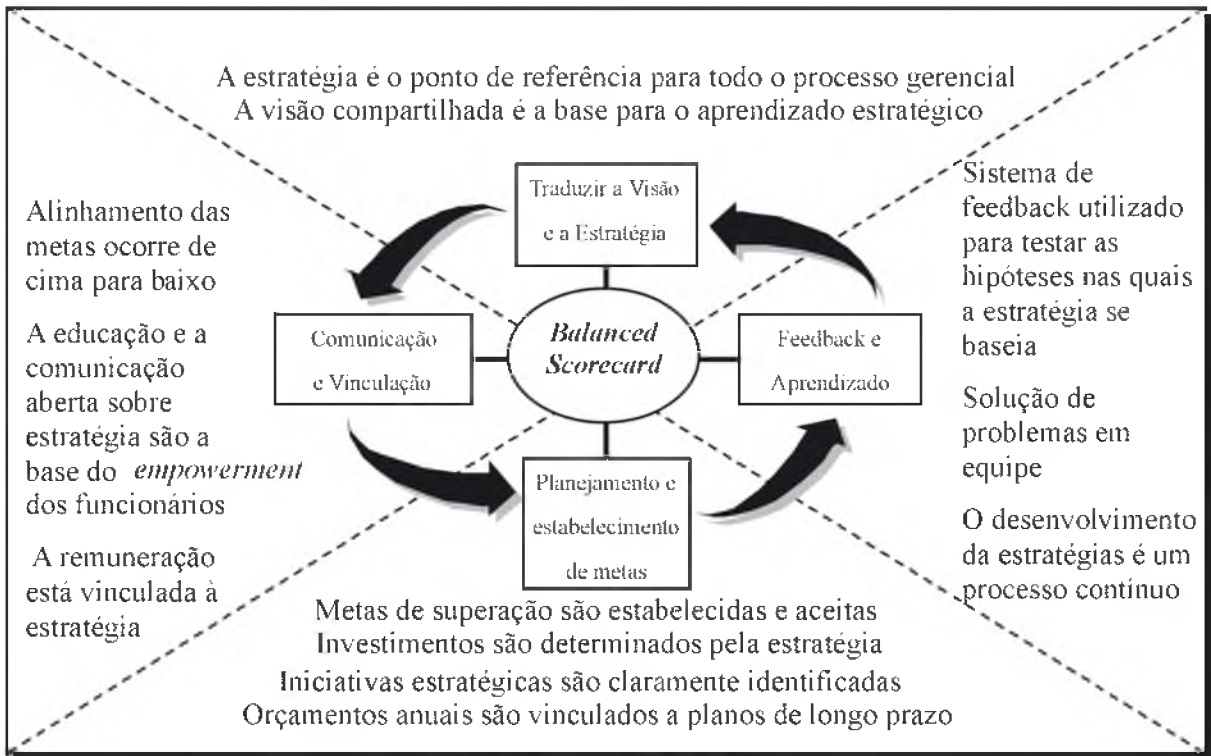 A estratégia é o ponto de referência para todo o processo gerencial
A visão compartilhada é a base para o aprendizado estratégico
Traduzir a Visão
e a Estratégia
Alinhamento das
metas ocorre de
cima para baixo
A educação e a
comunicação
aberta sobre
estratégia são a
base do empowerment
dos funcionários
A remuneração
está vinculada à
estratégia
Comunicação
e Vinculação
Balanced
Scorecard
Feedback e
Aprendizado
Sistema de
feedback utilizado
para testar as
hipóteses nas quais
a estratégia se
baseia
Solução de
problemas em
equipe
O desenvolvimento
da estratégias é um
processo contínuo
Planejamento e
estabelecimento
de metas
Metas de superação são estabelecidas e aceitas
Investimentos são determinados pela estratégia
Iniciativas estratégicas são claramente identificadas
Orçamentos anuais são vinculados a planos de longo prazo